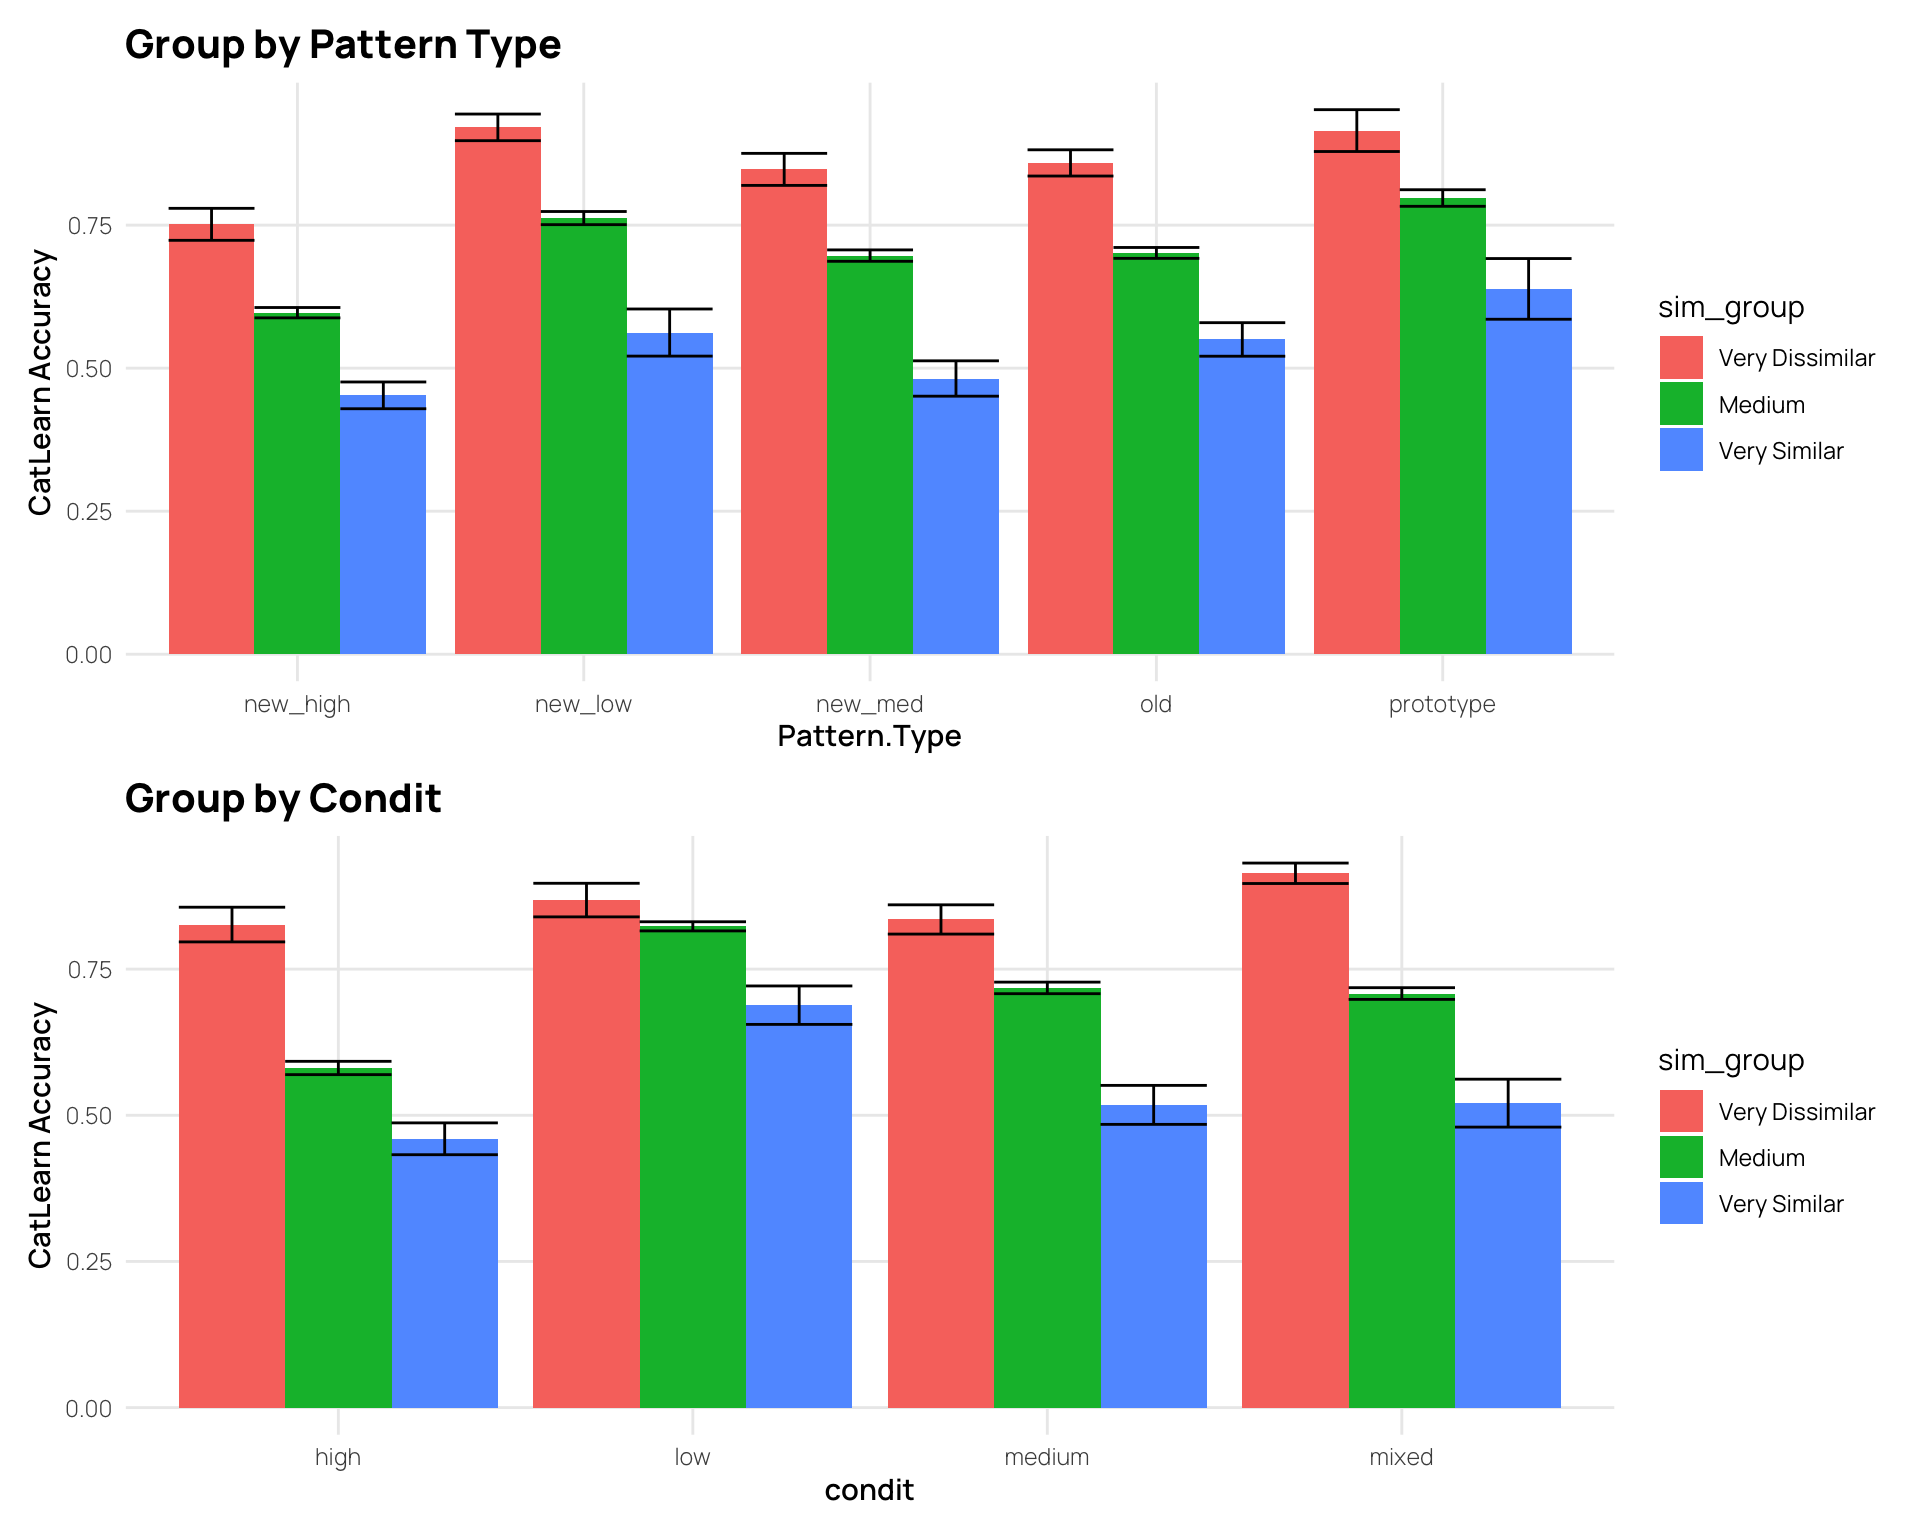 Group by Pattern Type
CatLearn Accuracy
0.75
0.50
0.25
0.00
new_high new_low new_med old prototype
Pattern.Type
sim_group
Very Dissimilar
Medium
Very Similar
Group by Condit
CatLearn Accuracy
0.75
0.50
0.25
0.00
high low medium mixed
condit
sim_group
Very Dissimilar
Medium
Very Similar